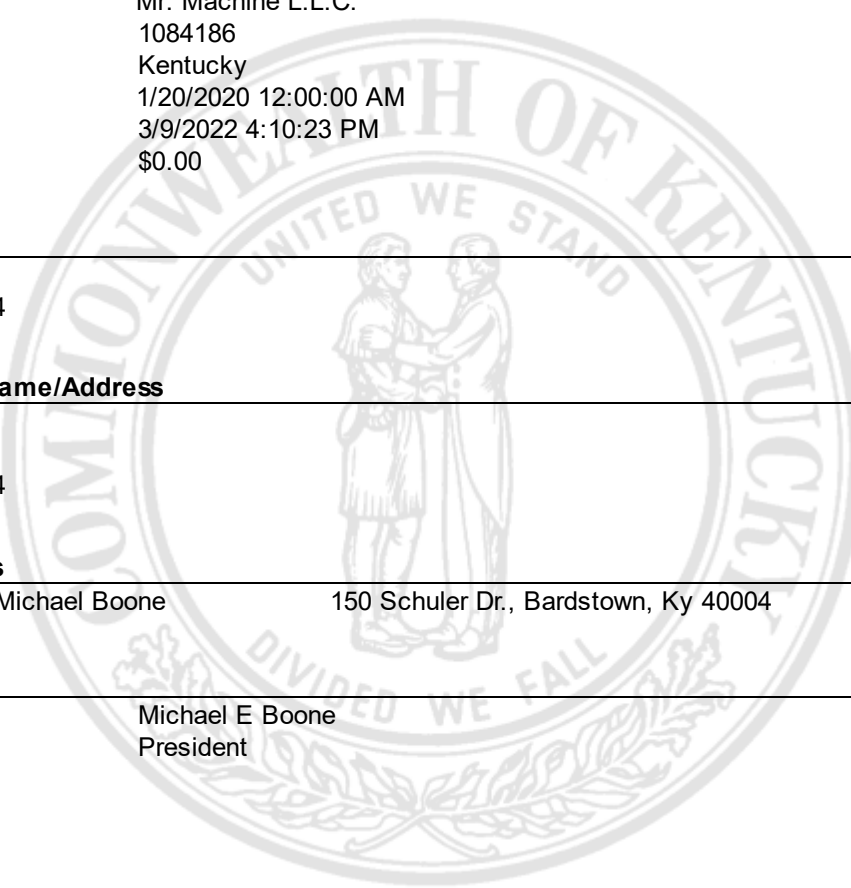 Mr. Machine L.L.C.
1084186
Kentucky
1/20/2020 12:00:00 AM
3/9/2022 4:10:23 PM
$0.00
COMMONWEALTH OF KENTUCKY
UNITED WE STAND
4
ame/Address
4
s
Michael Boone 150 Schuler Dr., Bardstown, Ky 40004
DIVIDED WE FALL
Michael E Boone
President